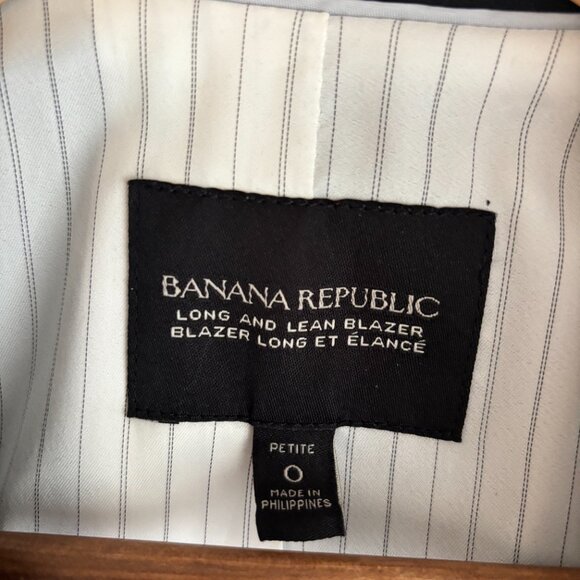 BANANA REPUBLIC
LONG AND LEAN BLAZER
BLAZER LONG ET ÉLANCÉ
PETITE
0
MADE IN
PHILIPPINES